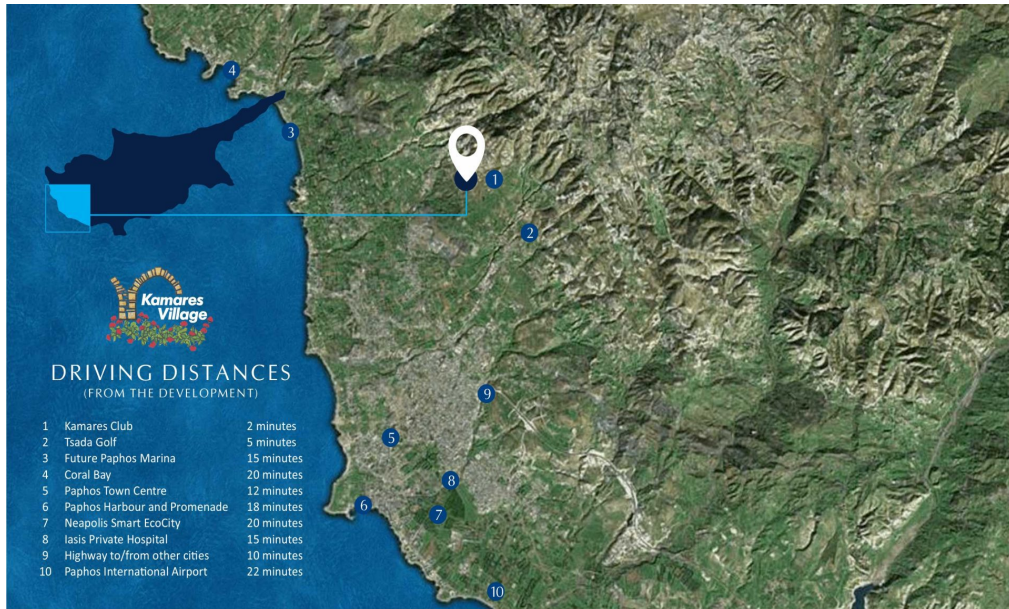 4
3
1
2
Kamares
Village
DRIVING DISTANCES
(FROM THE DEVELOPMENT)
9
5
8
6
7
10
1 Kamares Club 2 minutes
2 Tsada Golf 5 minutes
3 Future Paphos Marina 15 minutes
4 Coral Bay 20 minutes
5 Paphos Town Centre 12 minutes
6 Paphos Harbour and Promenade 18 minutes
7 Neapolis Smart EcoCity 20 minutes
8 Iasis Private Hospital 15 minutes
9 Highway to/from other cities 10 minutes
10 Paphos International Airport 22 minutes